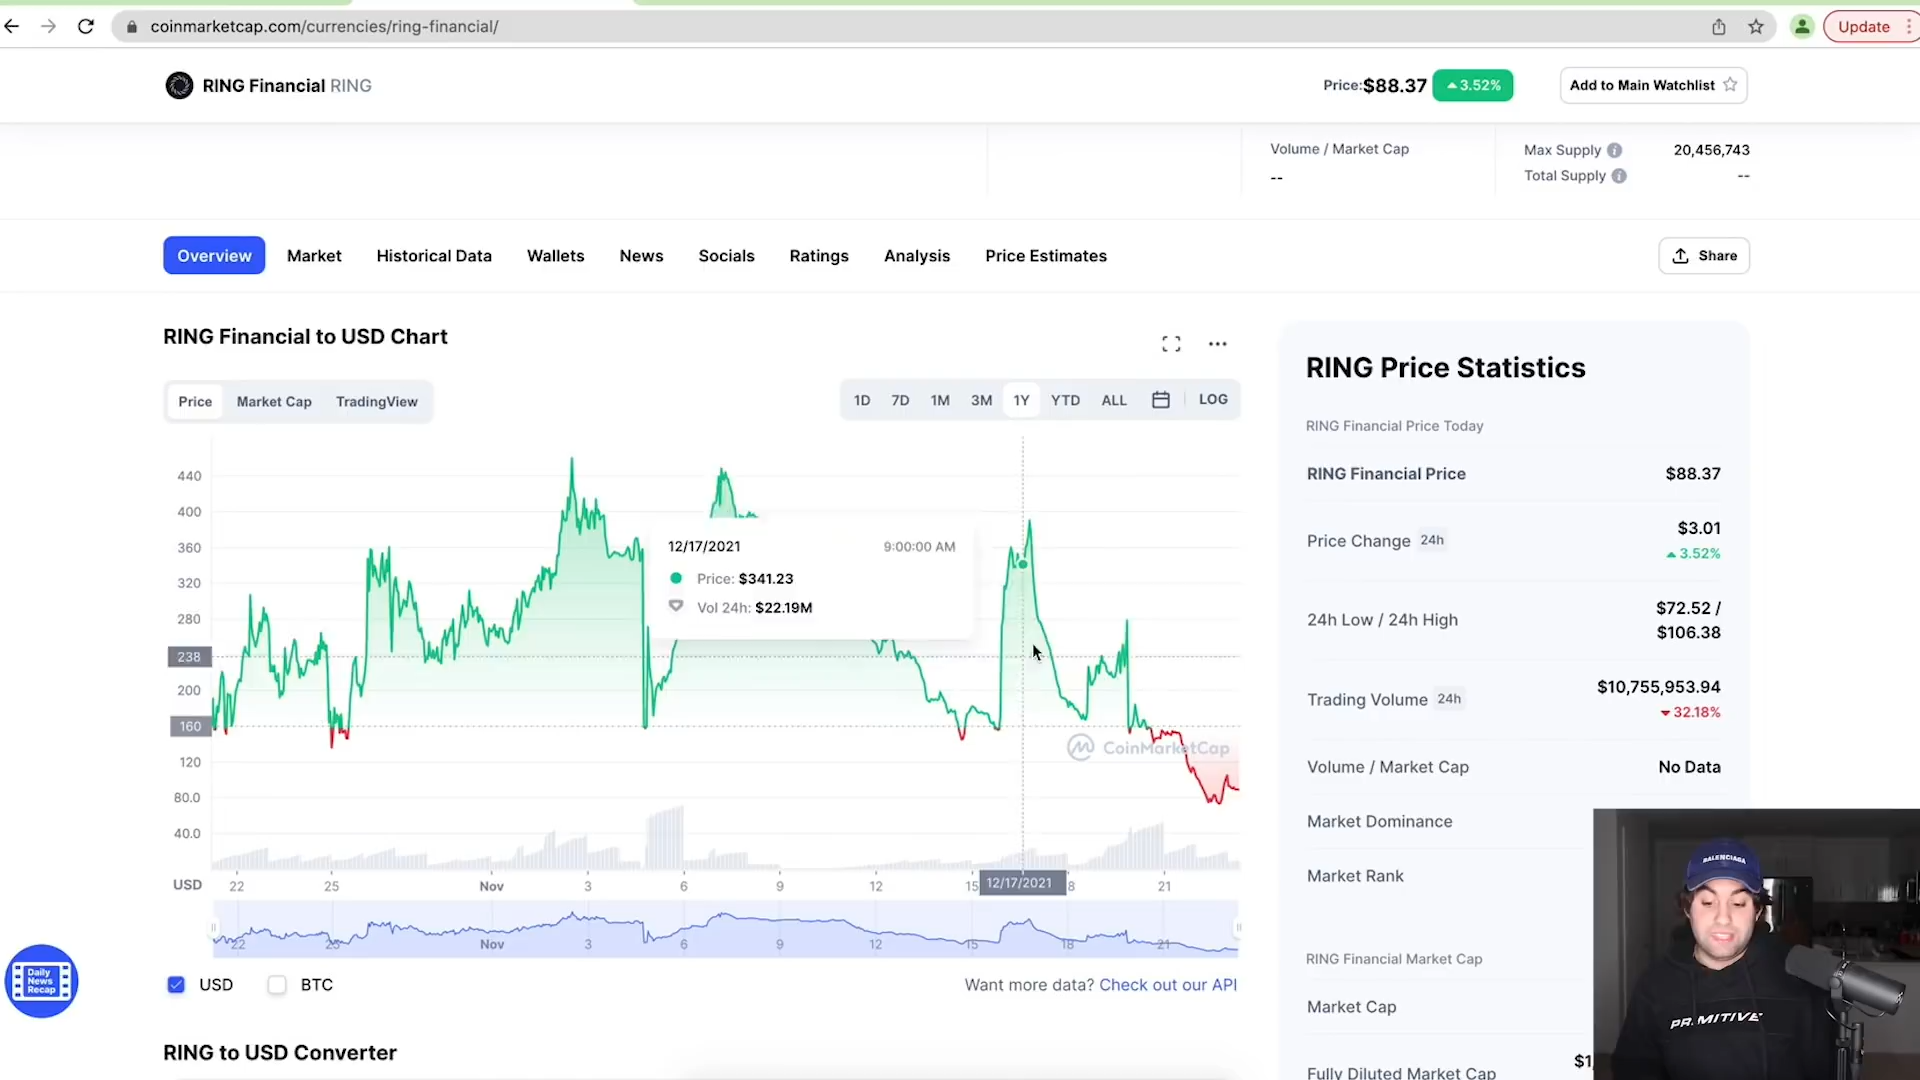 coinmarketcap.com/currencies/ring-financial/
Update
RING Financial RING
Price:$88.37
3.52%
Add to Main Watchlist
Volume / Market Cap
--
Max Supply
20,456,743
Total Supply
--
Overview
Market
Historical Data
Wallets
News
Socials
Ratings
Analysis
Price Estimates
Share
RING Financial to USD Chart
Price
Market Cap
TradingView
1D
7D
1M
3M
1Y
YTD
ALL
LOG
440
400
360
320
280
238
200
160
120
80.0
40.0
USD
12/17/2021
9:00:00 AM
Price: $341.23
Vol 24h: $22.19M
CoinMarketCap
22
25
Nov
3
6
9
12
15
12/17/2021
8
21
22
25
Nov
3
6
9
12
15
18
21
USD
BTC
Want more data? Check out our API
Daily
News
Recap
RING to USD Converter
RING Price Statistics
RING Financial Price Today
RING Financial Price
$88.37
Price Change 24h
$3.01
3.52%
24h Low / 24h High
$72.52 /
$106.38
Trading Volume 24h
$10,755,953.94
32.18%
Volume / Market Cap
No Data
Market Dominance
Market Rank
RING Financial Market Cap
Market Cap
Fully Diluted Market Cap
$1,
BALENCIAGA
PRIMITIVE